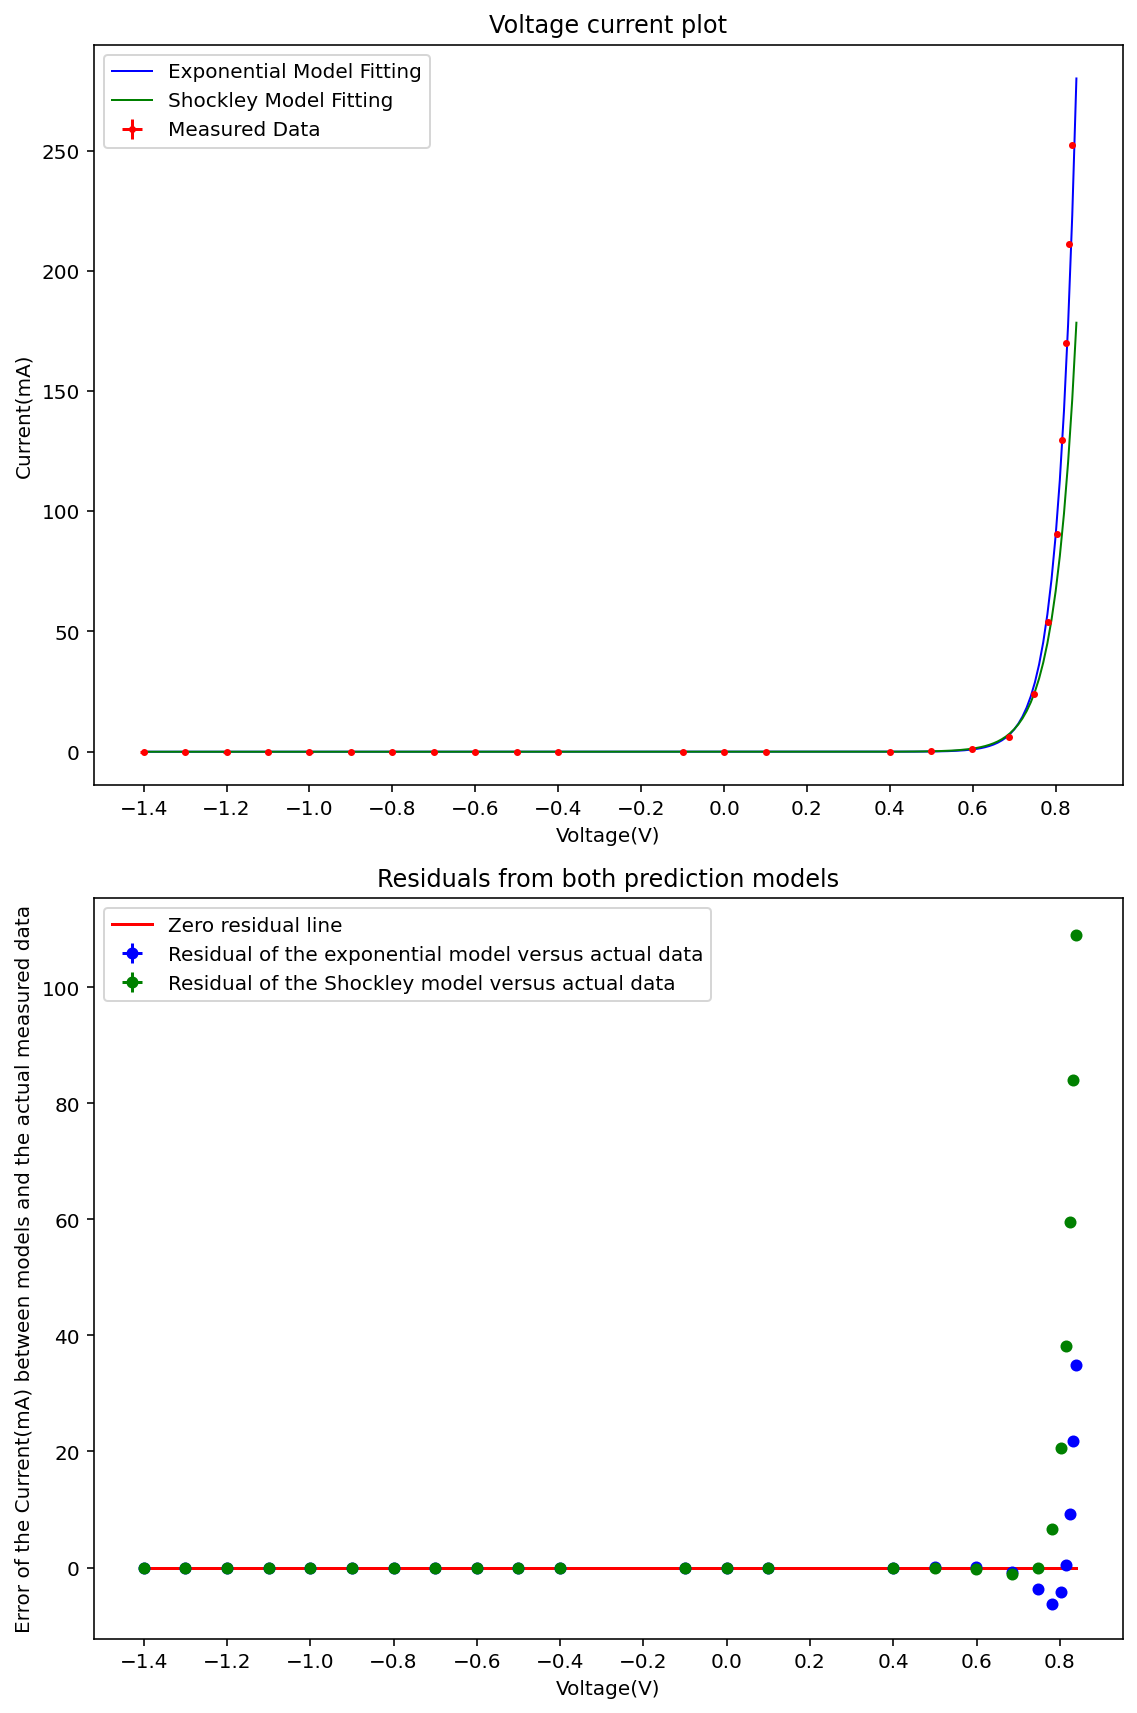 Voltage current plot
Exponential Model Fitting
Shockley Model Fitting
Measured Data
250
200
150
100
50
0
Current(mA)
−1.4 −1.2 −1.0 −0.8 −0.6 −0.4 −0.2 0.0 0.2 0.4 0.6 0.8
Voltage(V)
Residuals from both prediction models
Zero residual line
Residual of the exponential model versus actual data
Residual of the Shockley model versus actual data
100
80
60
40
20
0
Error of the Current(mA) between models and the actual measured data
−1.4 −1.2 −1.0 −0.8 −0.6 −0.4 −0.2 0.0 0.2 0.4 0.6 0.8
Voltage(V)